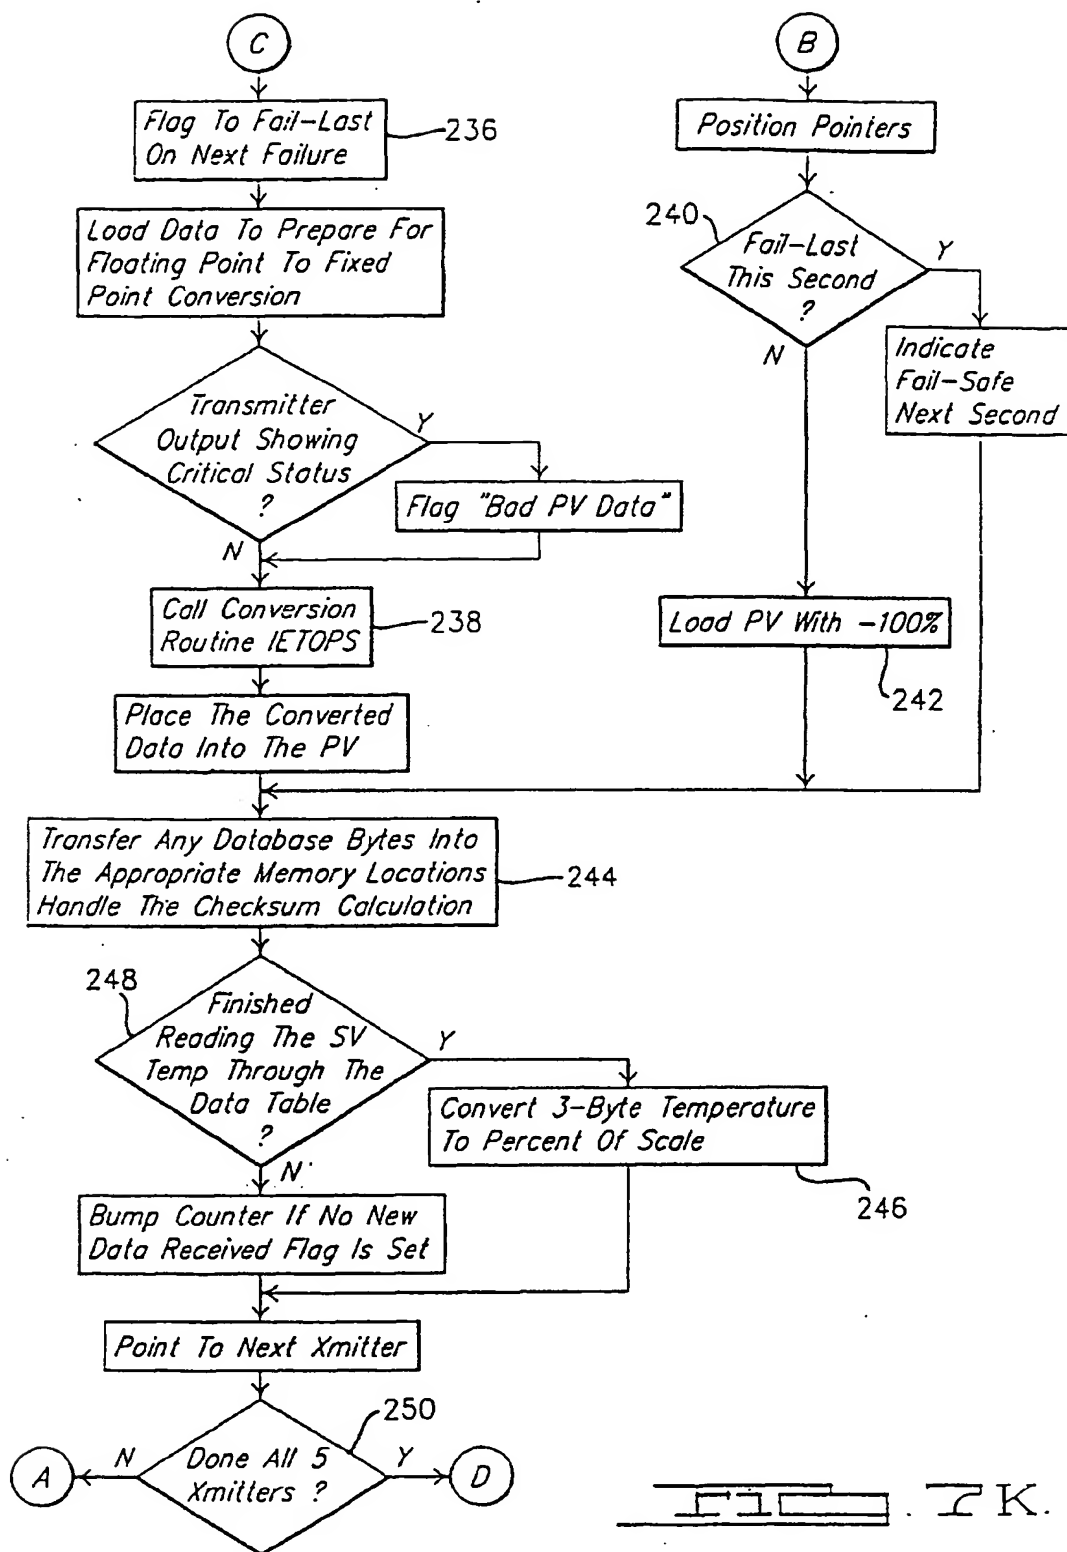 C
Flag To Fail-Last
On Next Failure
236
Load Data To Prepare For
Floating Point To Fixed
Point Conversion
Transmitter
Output Showing
Critical Status
?
Y
N
Flag "Bad PV Data"
Call Conversion
Routine IETOPS
238
Place The Converted
Data Into The PV
B
Position Pointers
240
Fail-Last
This Second
?
Y
N
Indicate
Fail-Safe
Next Second
Load PV With -100%
242
Transfer Any Database Bytes Into
The Appropriate Memory Locations
Handle The Checksum Calculation
244
248
Finished
Reading The SV
Temp Through The
Data Table
?
Y
N
Convert 3-Byte Temperature
To Percent Of Scale
246
Bump Counter If No New
Data Received Flag Is Set
Point To Next Xmitter
250
Done All 5
Xmitters ?
N
Y
A
D
FIG. 7K.